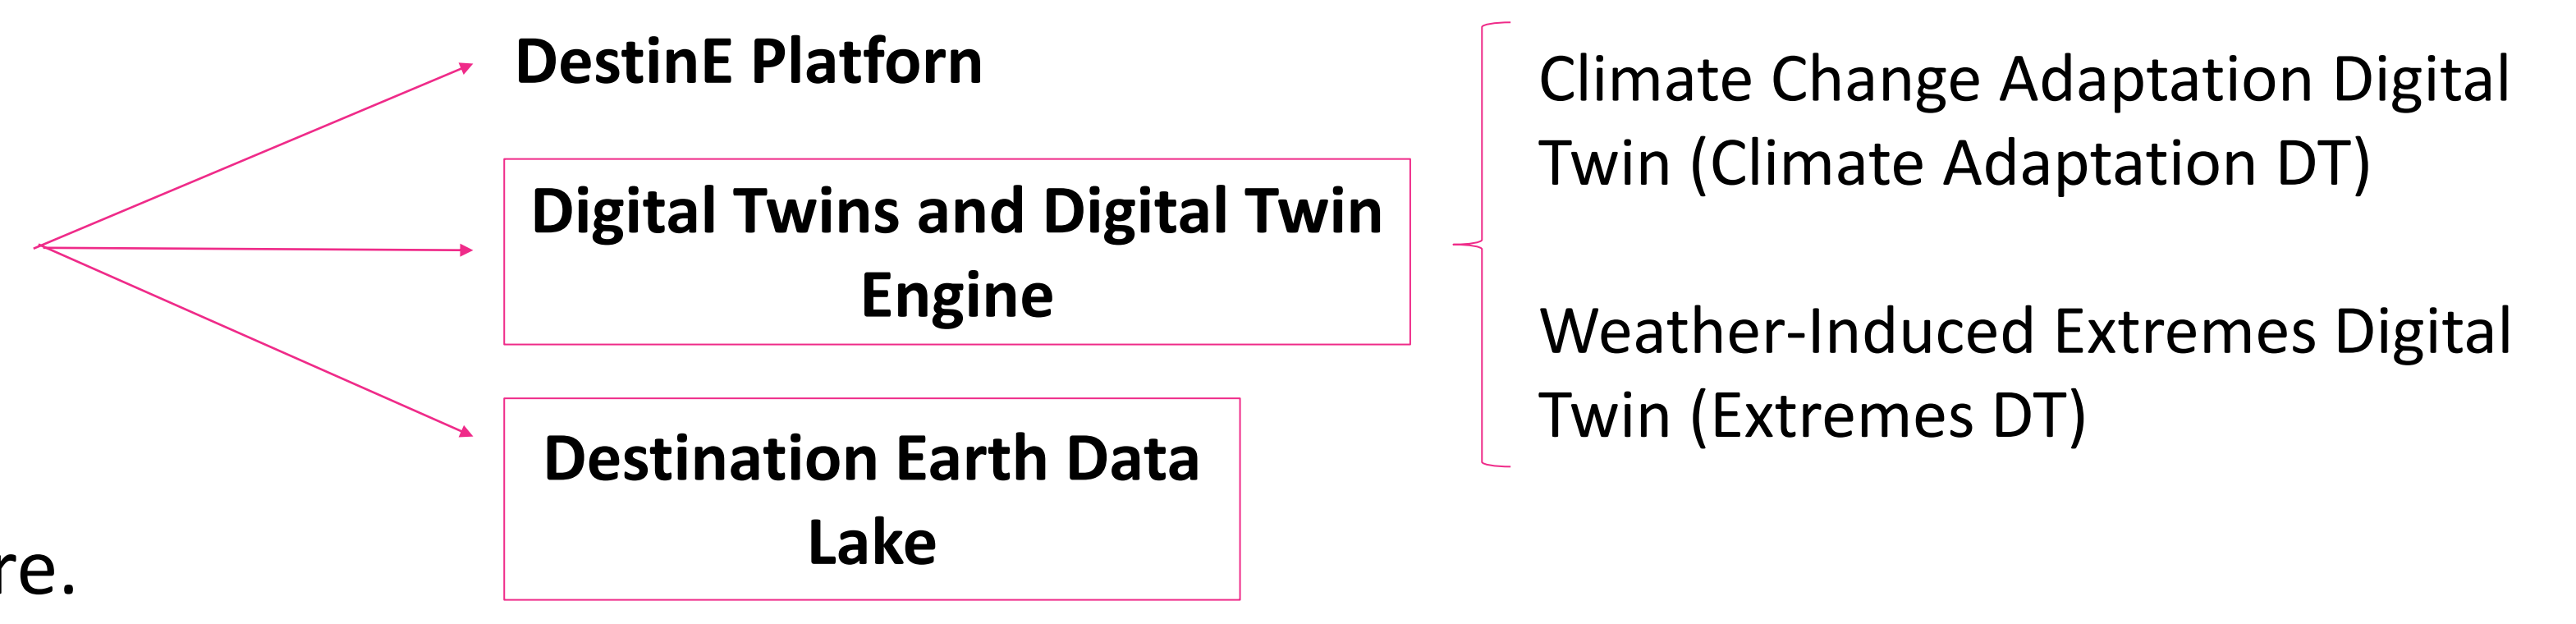 DestinE Platforn
Digital Twins and Digital Twin
Engine
Destination Earth Data
Lake
Climate Change Adaptation Digital
Twin (Climate Adaptation DT)
Weather-Induced Extremes Digital
Twin (Extremes DT)
re.